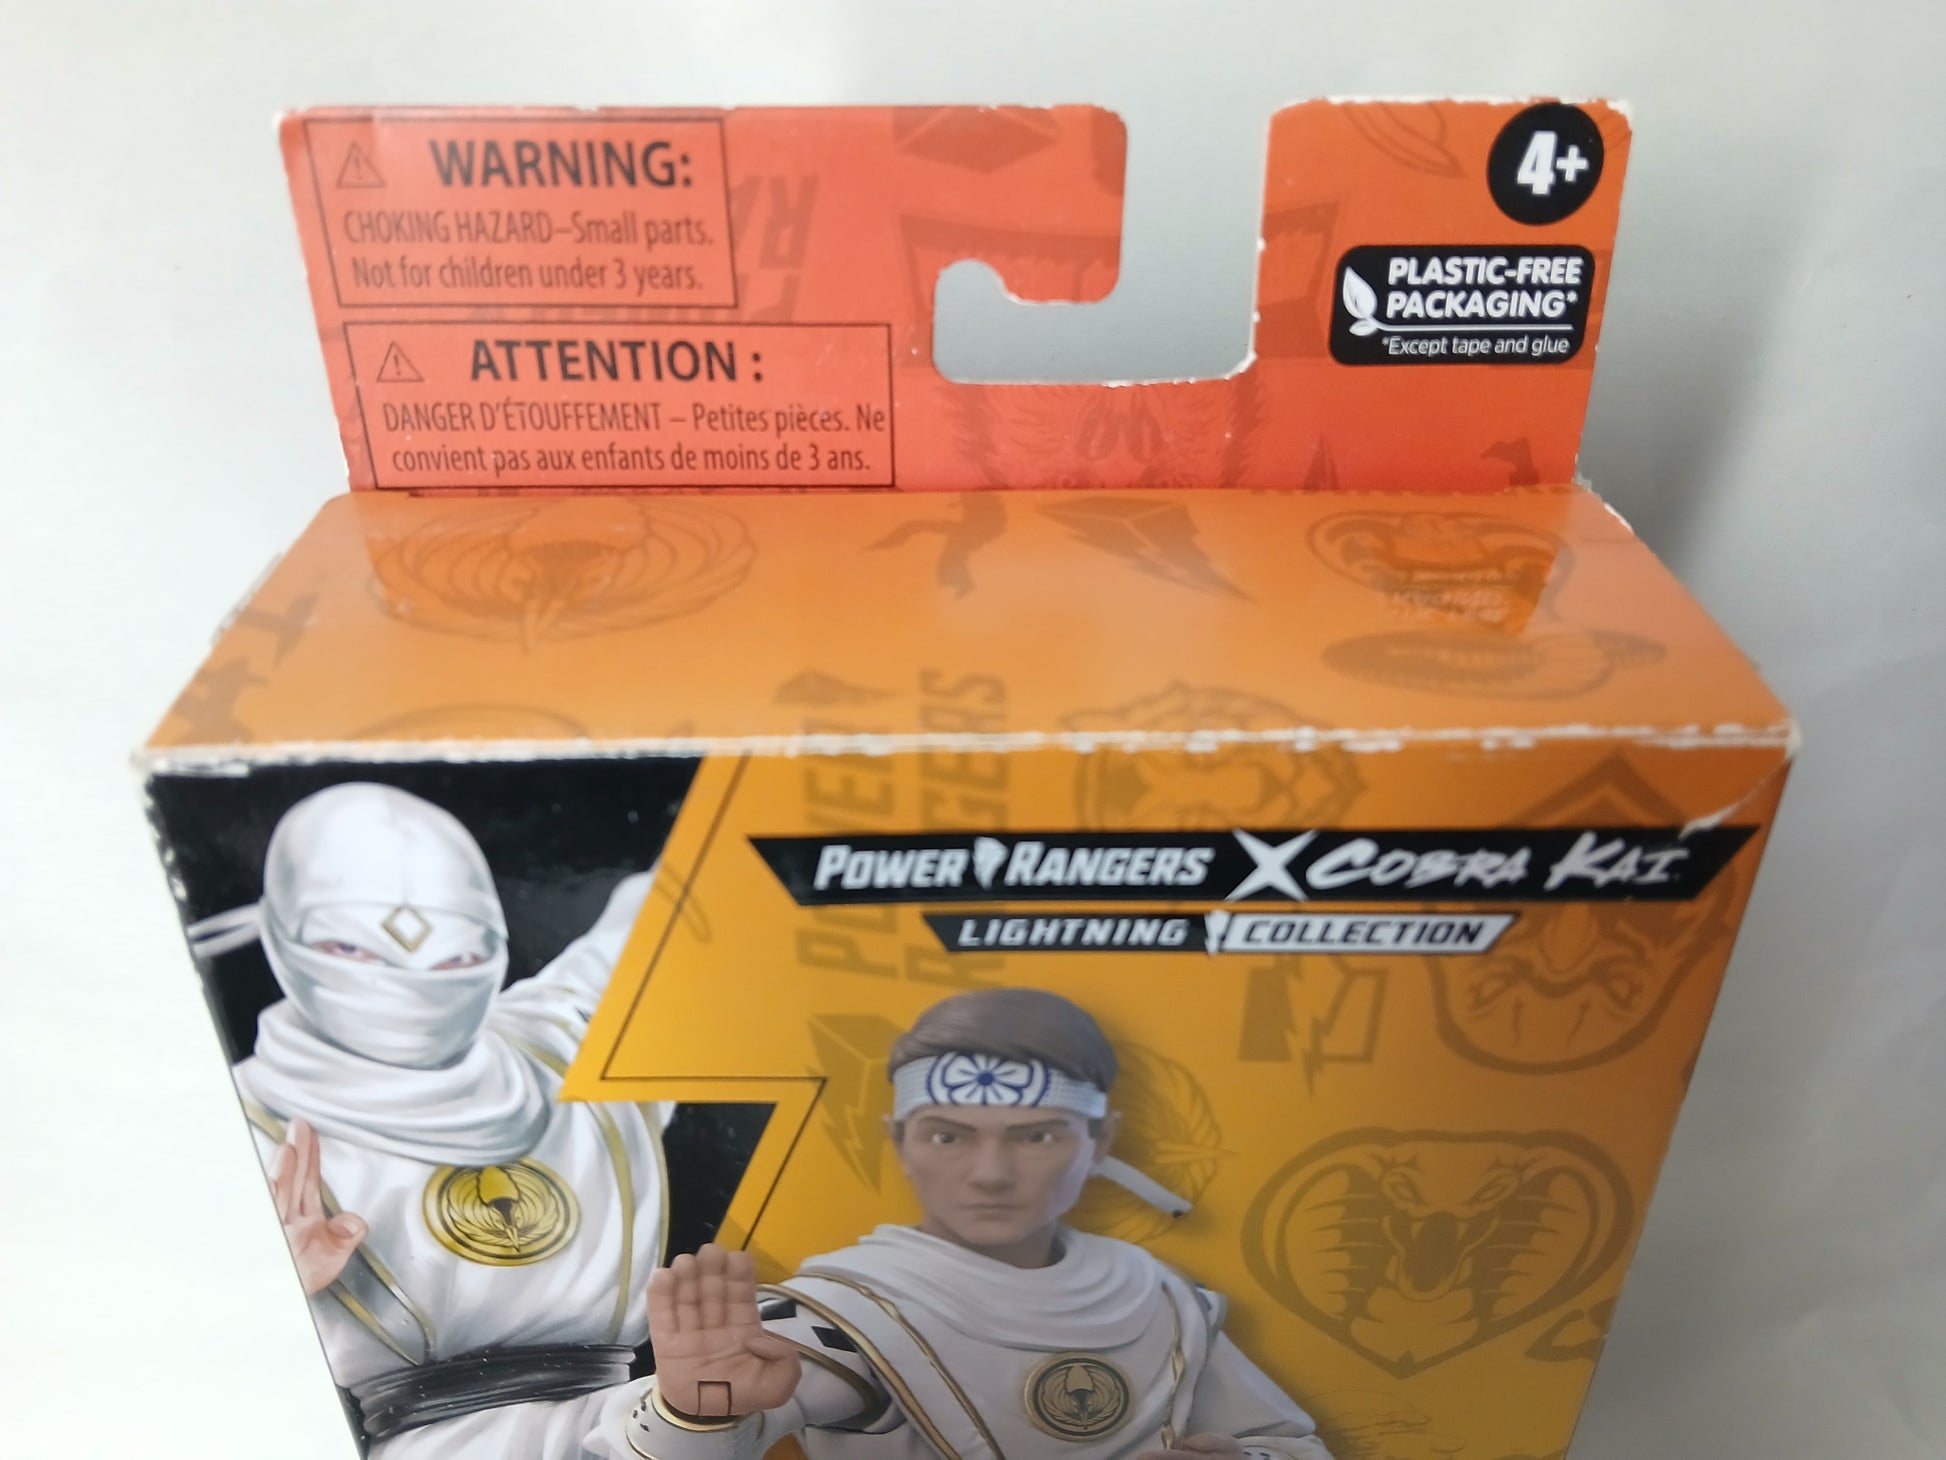 WARNING:
CHOKING HAZARD–Small parts.
Not for children under 3 years.
ATTENTION :
DANGER D'ÉTOUFFEMENT – Petites pièces. Ne
convient pas aux enfants de moins de 3 ans.
4+
PLASTIC-FREE
PACKAGING*
*Except tape and glue
POWER RANGERS X COBRA KAI
LIGHTNING COLLECTION
POWER
RANGERS